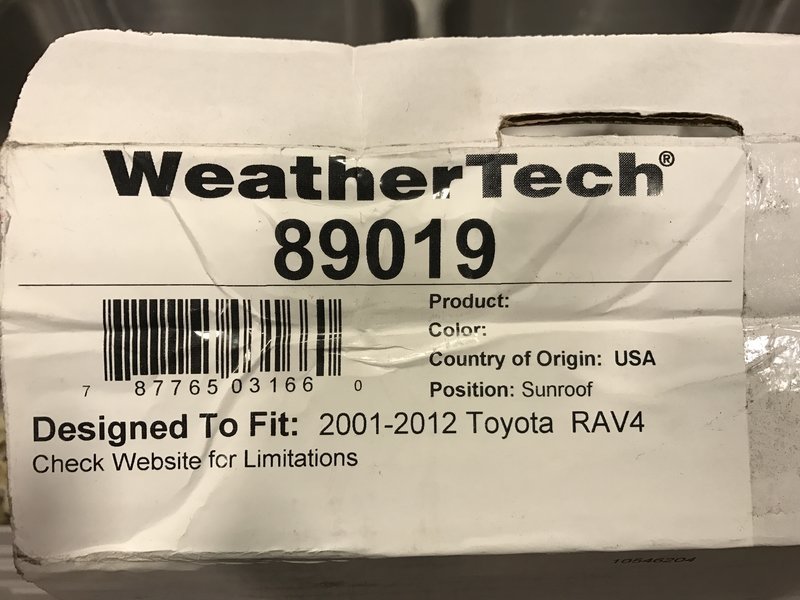 WeatherTech®
89019
Product:
Color:
Country of Origin: USA
Position: Sunroof
7 87765 03166 0
Designed To Fit: 2001-2012 Toyota RAV4
Check Website for Limitations
10546204